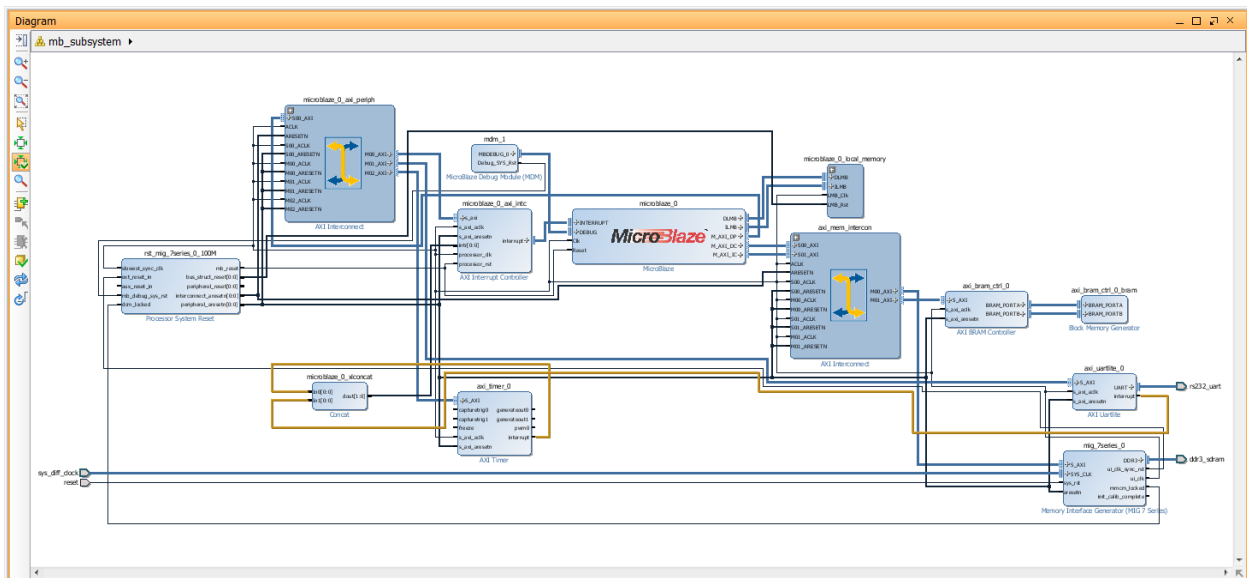 Diagram
mb_subsystem
microblaze_0_axi_periph
S00_AXI
ACLK
ARESETN
S00_ACLK
S00_ARESETN
M00_ACLK
M00_ARESETN
M01_ACLK
M01_ARESETN
M02_ACLK
M02_ARESETN
M00_AXI
M01_AXI
M02_AXI
AXI Interconnect
mdm_1
MBDEBUG_0
Debug_SYS_Rst
MicroBlaze Debug Module (MDM)
microblaze_0_local_memory
DLMB
ILMB
LMB_Clk
LMB_Rst
microblaze_0_axi_intc
s_axi
s_axi_aclk
s_axi_aresetn
intr[0:0]
processor_clk
processor_rst
interrupt
AXI Interrupt Controller
microblaze_0
INTERRUPT
DEBUG
Clk
Reset
MicroBlaze
DLMB
ILMB
M_AXI_DP
M_AXI_DC
M_AXI_IC
MicroBlaze
axi_mem_intercon
S00_AXI
S01_AXI
ACLK
ARESETN
S00_ACLK
S00_ARESETN
M00_ACLK
M00_ARESETN
S01_ACLK
S01_ARESETN
M01_ACLK
M01_ARESETN
M00_AXI
M01_AXI
AXI Interconnect
rst_mig_7series_0_100M
slowest_sync_clk
ext_reset_in
aux_reset_in
mb_debug_sys_rst
dcm_locked
mb_reset
bus_struct_reset[0:0]
peripheral_reset[0:0]
interconnect_aresetn[0:0]
peripheral_aresetn[0:0]
Processor System Reset
axi_bram_ctrl_0
S_AXI
s_axi_aclk
s_axi_aresetn
BRAM_PORTA
BRAM_PORTB
AXI BRAM Controller
axi_bram_ctrl_0_bram
BRAM_PORTA
BRAM_PORTB
Block Memory Generator
microblaze_0_xlconcat
In0[0:0]
In1[0:0]
dout[1:0]
Concat
axi_timer_0
S_AXI
capturetrig0
capturetrig1
freeze
s_axi_aclk
s_axi_aresetn
generateout0
generateout1
pwm0
interrupt
AXI Timer
axi_uartlite_0
S_AXI
s_axi_aclk
s_axi_aresetn
UART
interrupt
AXI Uartlite
rs232_uart
mig_7series_0
S_AXI
SYS_CLK
sys_rst
aresetn
DDR3
ui_clk_sync_rst
ui_clk
mmcm_locked
init_calib_complete
Memory Interface Generator (MIG 7 Series)
ddr3_sdram
sys_diff_clock
reset